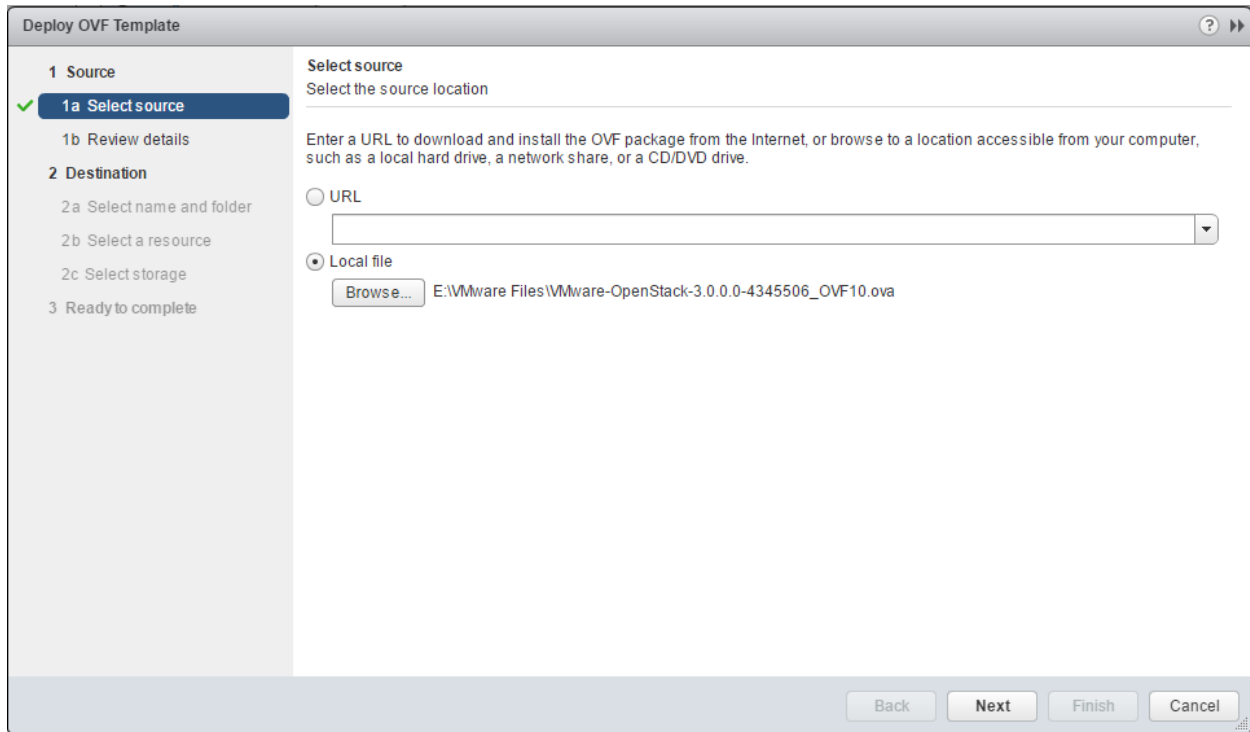 Deploy OVF Template
?
1 Source
1a Select source
1b Review details
2 Destination
2a Select name and folder
2b Select a resource
2c Select storage
3 Ready to complete
Select source
Select the source location
Enter a URL to download and install the OVF package from the Internet, or browse to a location accessible from your computer,
such as a local hard drive, a network share, or a CD/DVD drive.
URL
Local file
Browse... E:\VMware Files\VMware-OpenStack-3.0.0.0-4345506_OVF10.ova
Back Next Finish Cancel